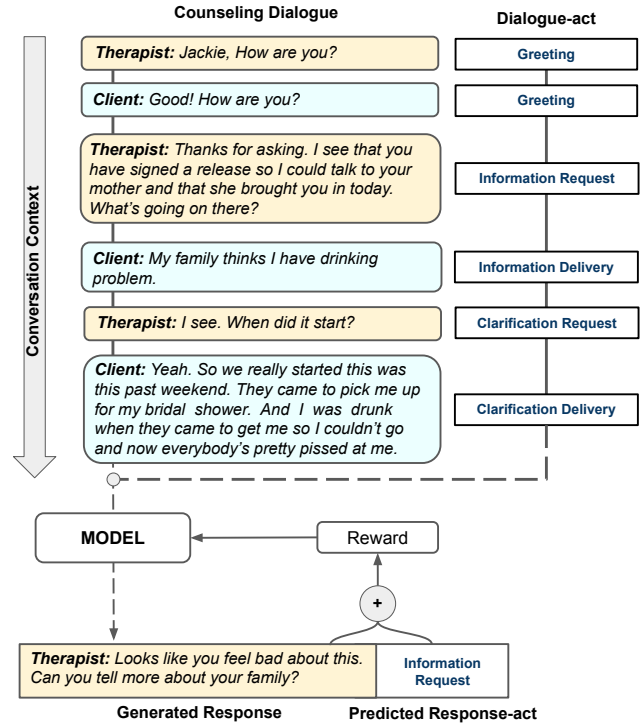 Counseling Dialogue
Dialogue-act
Conversation Context
Therapist: Jackie, How are you?
Greeting
Client: Good! How are you?
Greeting
Therapist: Thanks for asking. I see that you
have signed a release so I could talk to your
mother and that she brought you in today.
What's going on there?
Information Request
Client: My family thinks I have drinking
problem.
Information Delivery
Therapist: I see. When did it start?
Clarification Request
Client: Yeah. So we really started this was
this past weekend. They came to pick me up
for my bridal shower. And I was drunk
when they came to get me so I couldn't go
and now everybody's pretty pissed at me.
Clarification Delivery
MODEL
Reward
+
Therapist: Looks like you feel bad about this.
Can you tell more about your family?
Information
Request
Generated Response
Predicted Response-act